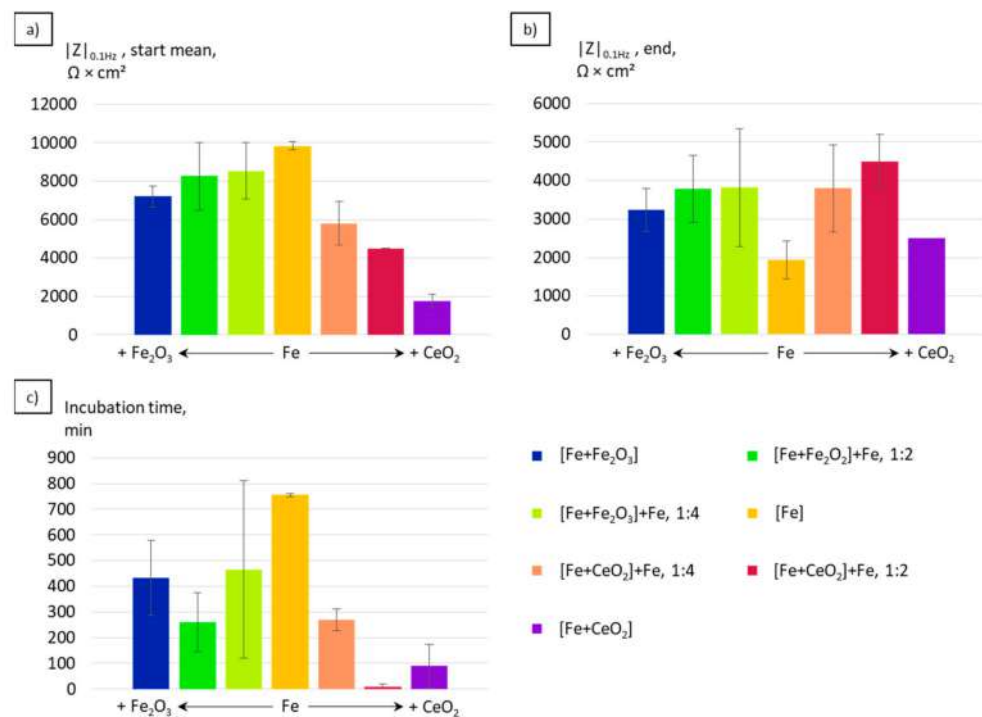 a)
|Z|₀.₁Hz , start mean,
Ω × cm²
12000
10000
8000
6000
4000
2000
0
+ Fe₂O₃ ← Fe → + CeO₂
b)
|Z|₀.₁Hz , end,
Ω × cm²
6000
5000
4000
3000
2000
1000
0
+ Fe₂O₃ ← Fe → + CeO₂
c)
Incubation time,
min
900
800
700
600
500
400
300
200
100
0
+ Fe₂O₃ ← Fe → + CeO₂
[Fe+Fe₂O₃]
[Fe+Fe₂O₂]+Fe, 1:2
[Fe+Fe₂O₃]+Fe, 1:4
[Fe]
[Fe+CeO₂]+Fe, 1:4
[Fe+CeO₂]+Fe, 1:2
[Fe+CeO₂]